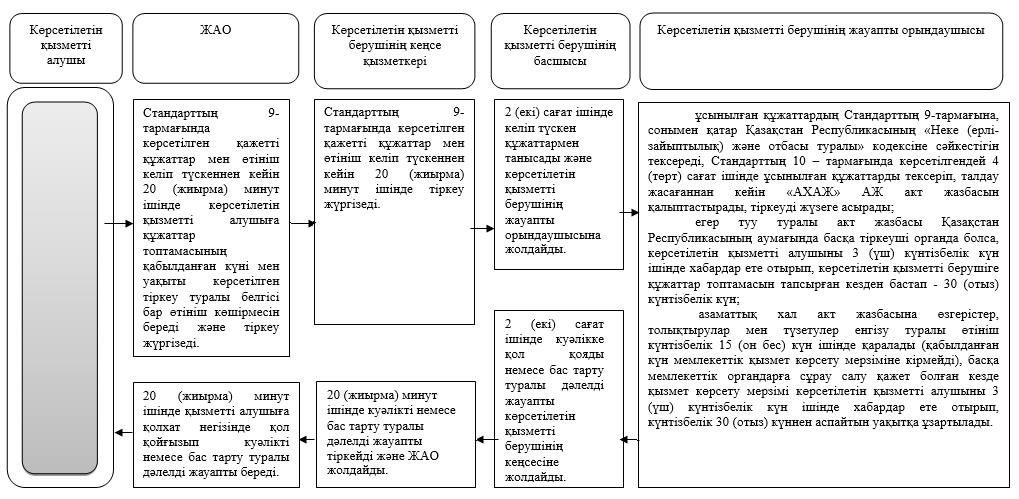 Көрсетілетін
қызметті
алушы
ЖАО
Көрсетілетін қызметті
берушінің кеңсе
қызметкері
Көрсетілетін
қызметті берушінің
басшысы
Көрсетілетін қызметті берушінің жауапты орындаушысы
Стандарттың 9-
тармағында
көрсетілген қажетті
құжаттар мен өтініш
келіп түскеннен кейін
20 (жиырма) минут
ішінде көрсетілетін
қызметті алушыға
құжаттар
топтамасының
қабылданған күні мен
уақыты көрсетілген
тіркеу туралы белгісі
бар өтініш көшірмесін
береді және тіркеу
жүргізеді.
Стандарттың 9-
тармағында көрсетілген
қажетті құжаттар мен
өтініш келіп түскеннен
кейін 20 (жиырма)
минут ішінде тіркеу
жүргізеді.
2 (екі) сағат ішінде
келіп түскен
құжаттармен
танысады және
көрсетілетін
қызметті
берушінің
жауапты
орындаушысына
жолдайды.
ұсынылған құжаттардың Стандарттың 9-тармағына,
сонымен қатар Қазақстан Республикасының «Неке (ерлі-
зайыптылық) және отбасы туралы» кодексіне сәйкестігін
тексереді, Стандарттың 10 – тармағында көрсетілгендей 4
(төрт) сағат ішінде ұсынылған құжаттарды тексеріп, талдау
жасағаннан кейін «АХАЖ» АЖ акт жазбасын
қалыптастырады, тіркеуді жүзеге асырады;
егер туу туралы акт жазбасы Қазақстан
Республикасының аумағында басқа тіркеуші органда болса,
көрсетілетін қызметті алушыны 3 (үш) күнтізбелік күн
ішінде хабардар ете отырып, көрсетілетін қызметті берушіге
құжаттар топтамасын тапсырған кезден бастап - 30 (отыз)
күнтізбелік күн;
азаматтық хал акт жазбасына өзгерістер,
толықтырулар мен түзетулер енгізу туралы өтініш
күнтізбелік 15 (он бес) күн ішінде қаралады (қабылданған
күн мемлекеттік қызмет көрсету мерзіміне кірмейді), басқа
мемлекеттік органдарға сұрау салу қажет болған кезде
қызмет көрсету мерзімі көрсетілетін қызметті алушыны 3
(үш) күнтізбелік күн ішінде хабардар ете отырып,
күнтізбелік 30 (отыз) күннен аспайтын уақытқа ұзартылады.
2 (екі) сағат
ішінде куәлікке
қол қояды
немесе бас тарту
туралы дәлелді
жауапты
көрсетілетін
қызметті
берушінің
кеңсесіне
жолдайды.
20 (жиырма) минут
ішінде куәлікті немесе
бас тарту туралы
дәлелді жауапты
тіркейді және ЖАО
жолдайды.
20 (жиырма) минут
ішінде қызметті алушыға
қолхат негізінде қол
қойғызып куәлікті
немесе бас тарту туралы
дәлелді жауапты береді.